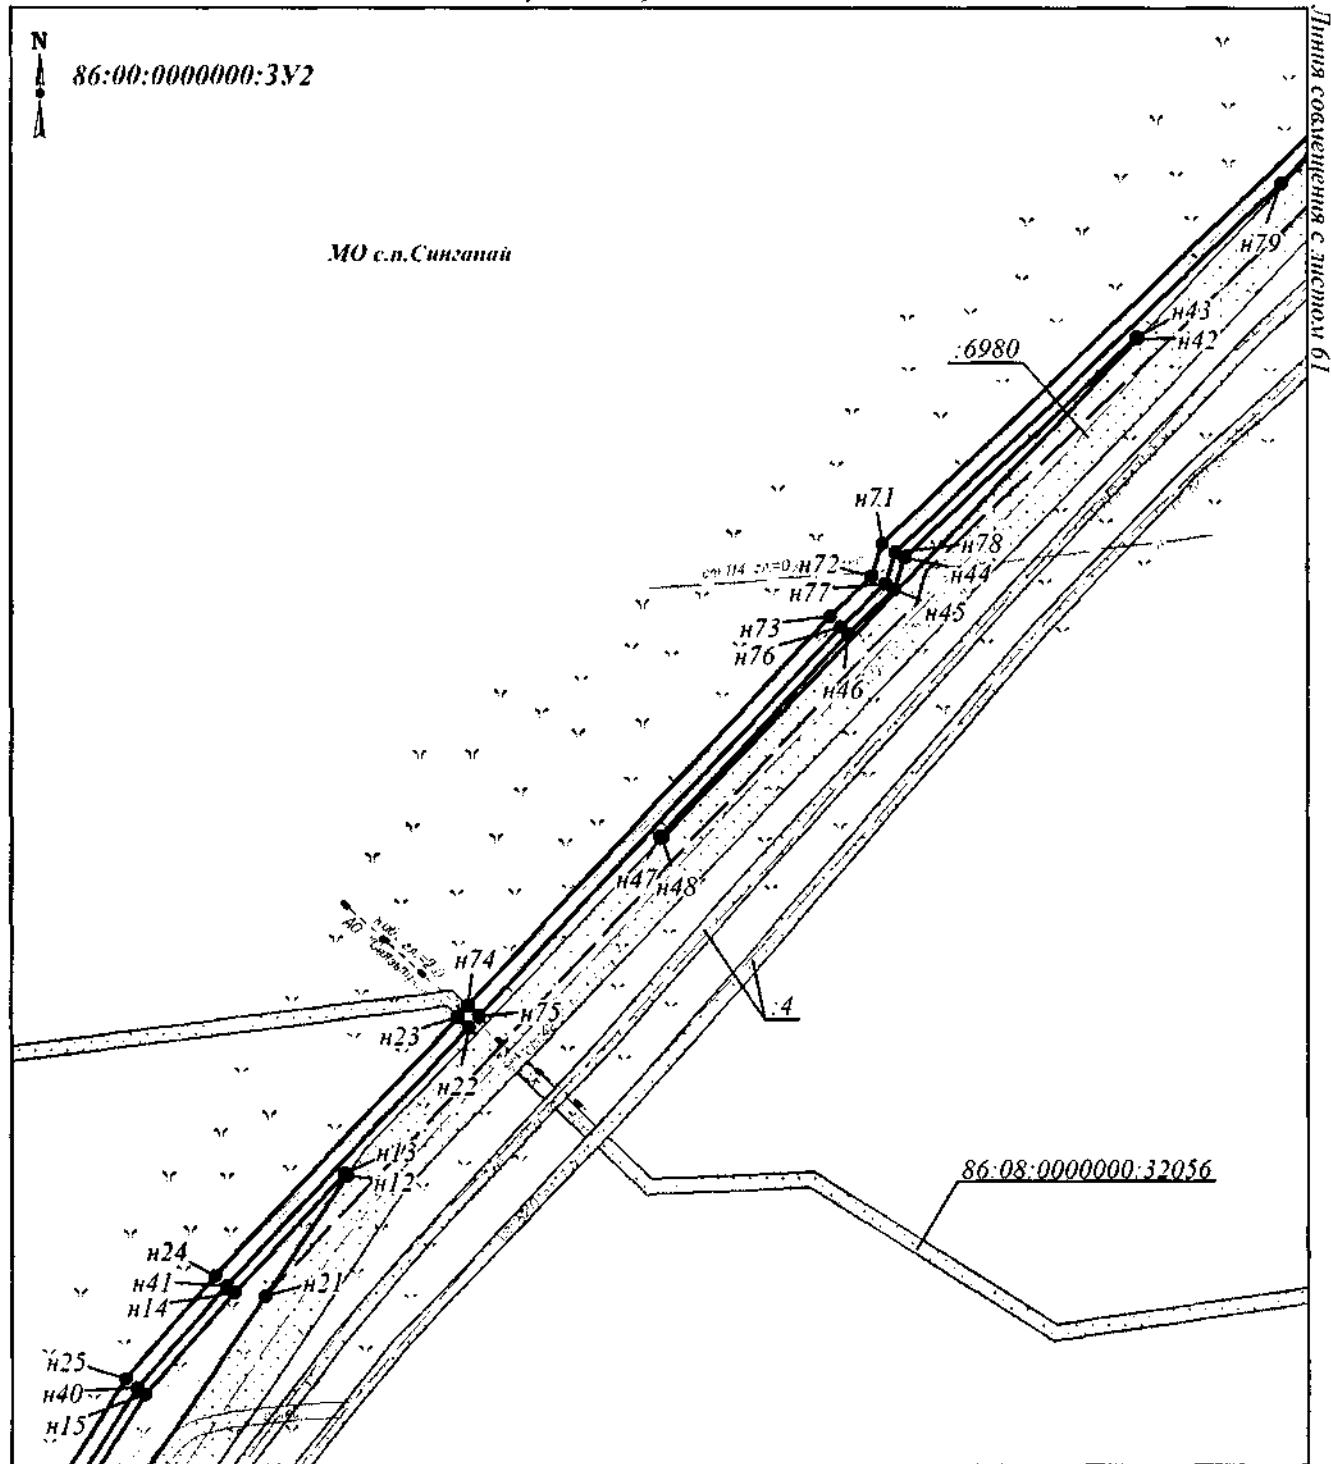 Линия совмещения с листом 61
N
86:00:0000000:ЗУ2
МО с.п.Сингапай
н79
н43
н42
:6980
н71
н78
н72
н44
н77
н45
н73
н76
н46
н47
н48
н74
н75
н23
н22
:4
н13
н12
86:08:0000000:32056
н24
н41
н21
н14
н25
н40
н15